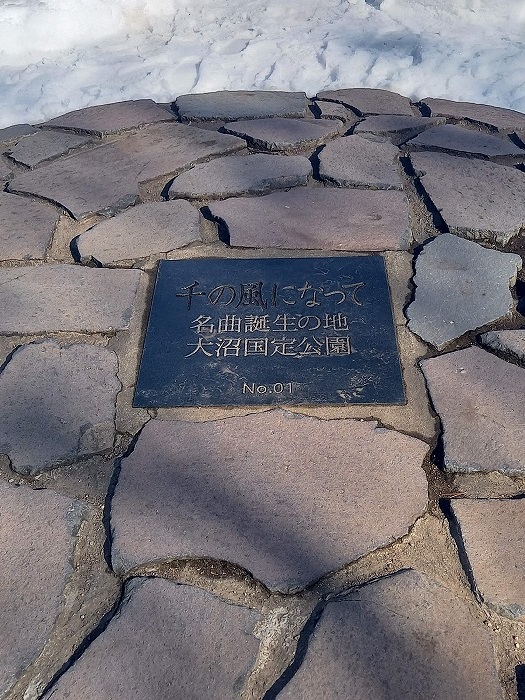 千の風になって
名曲誕生の地
大沼国定公園
No.01